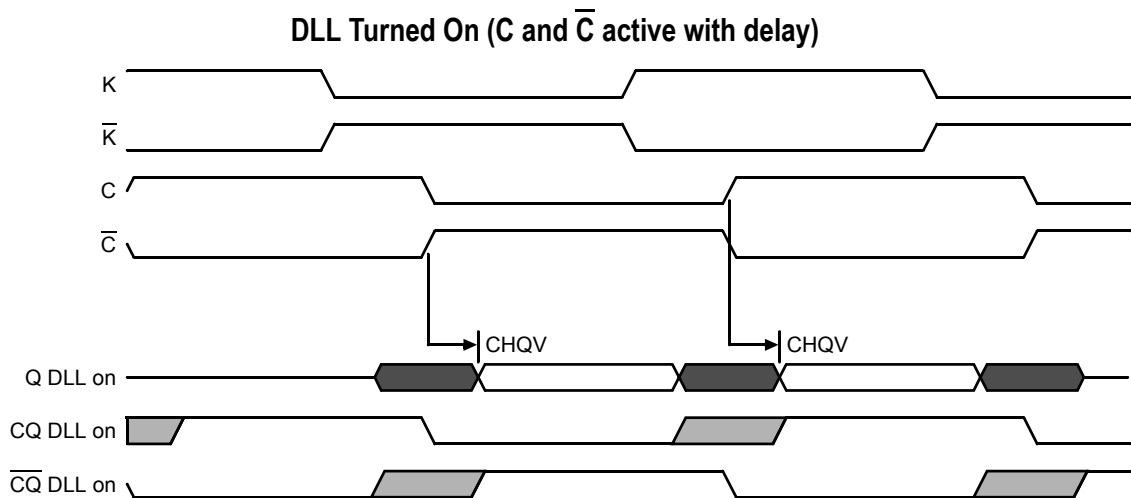 DLL Turned On (C and C̅ active with delay)
K
K̅
C
C̅
CHQV CHQV
Q DLL on
CQ DLL on
C̅Q̅ DLL on